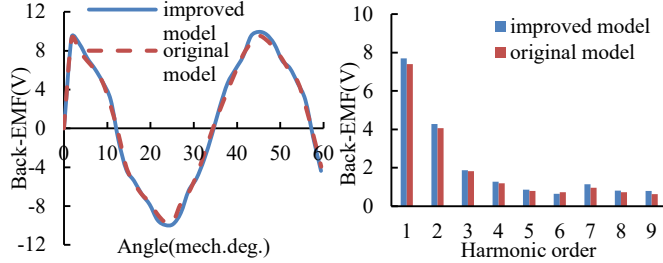 Back-EMF(V)
12
8
4
0
-4
-8
-12
0
10
20
30
40
50
60
Angle(mech.deg.)
improved
model
original
model
Back-EMF(V)
10
8
6
4
2
0
1 2 3 4 5 6 7 8 9
Harmonic order
improved model
original model